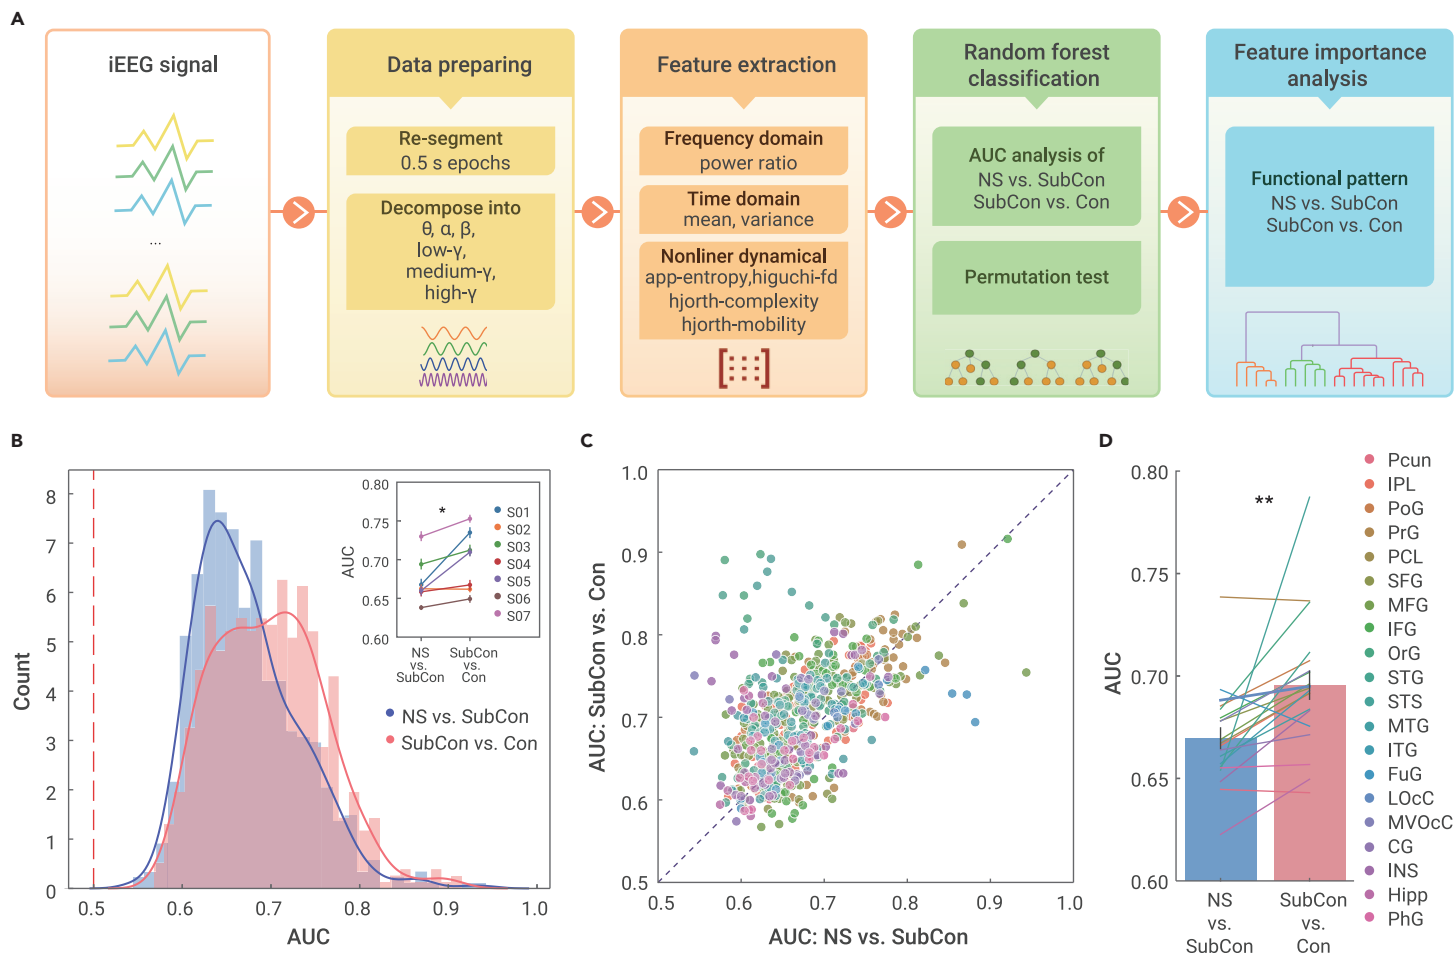 A
iEEG signal
...
Data preparing
Re-segment
0.5 s epochs
Decompose into
θ, α, β,
low-γ,
medium-γ,
high-γ
Feature extraction
Frequency domain
power ratio
Time domain
mean, variance
Nonliner dynamical
app-entropy,higuchi-fd
hjorth-complexity
hjorth-mobility
Random forest
classification
AUC analysis of
NS vs. SubCon
SubCon vs. Con
Permutation test
Feature importance
analysis
Functional pattern
NS vs. SubCon
SubCon vs. Con
B
Count
8
7
6
5
4
3
2
1
0
0.5
0.6
0.7
0.8
0.9
1.0
AUC
NS vs. SubCon
SubCon vs. Con
AUC
0.80
0.75
0.70
0.65
0.60
*
NS
vs.
SubCon
SubCon
vs.
Con
S01
S02
S03
S04
S05
S06
S07
C
AUC: SubCon vs. Con
1.0
0.9
0.8
0.7
0.6
0.5
0.5
0.6
0.7
0.8
0.9
1.0
AUC: NS vs. SubCon
D
AUC
0.80
0.75
0.70
0.65
0.60
**
NS
vs.
SubCon
SubCon
vs.
Con
Pcun
IPL
PoG
PrG
PCL
SFG
MFG
IFG
OrG
STG
STS
MTG
ITG
FuG
LOcC
MVOcC
CG
INS
Hipp
PhG